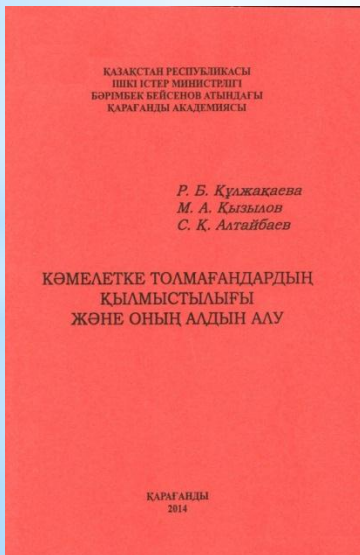 ҚАЗАҚСТАН РЕСПУБЛИКАСЫ
ІШКІ ІСТЕР МИНИСТРЛІГІ
БӘРІМБЕК БЕЙСЕНОВ АТЫНДАҒЫ
ҚАРАҒАНДЫ АКАДЕМИЯСЫ
Р. Б. Құлжақаева
М. А. Қызылов
С. Қ. Алтайбаев
КӘМЕЛЕТКЕ ТОЛМАҒАНДАРДЫҢ
ҚЫЛМЫСТЫЛЫҒЫ
ЖӘНЕ ОНЫҢ АЛДЫН АЛУ
ҚАРАҒАНДЫ
2014